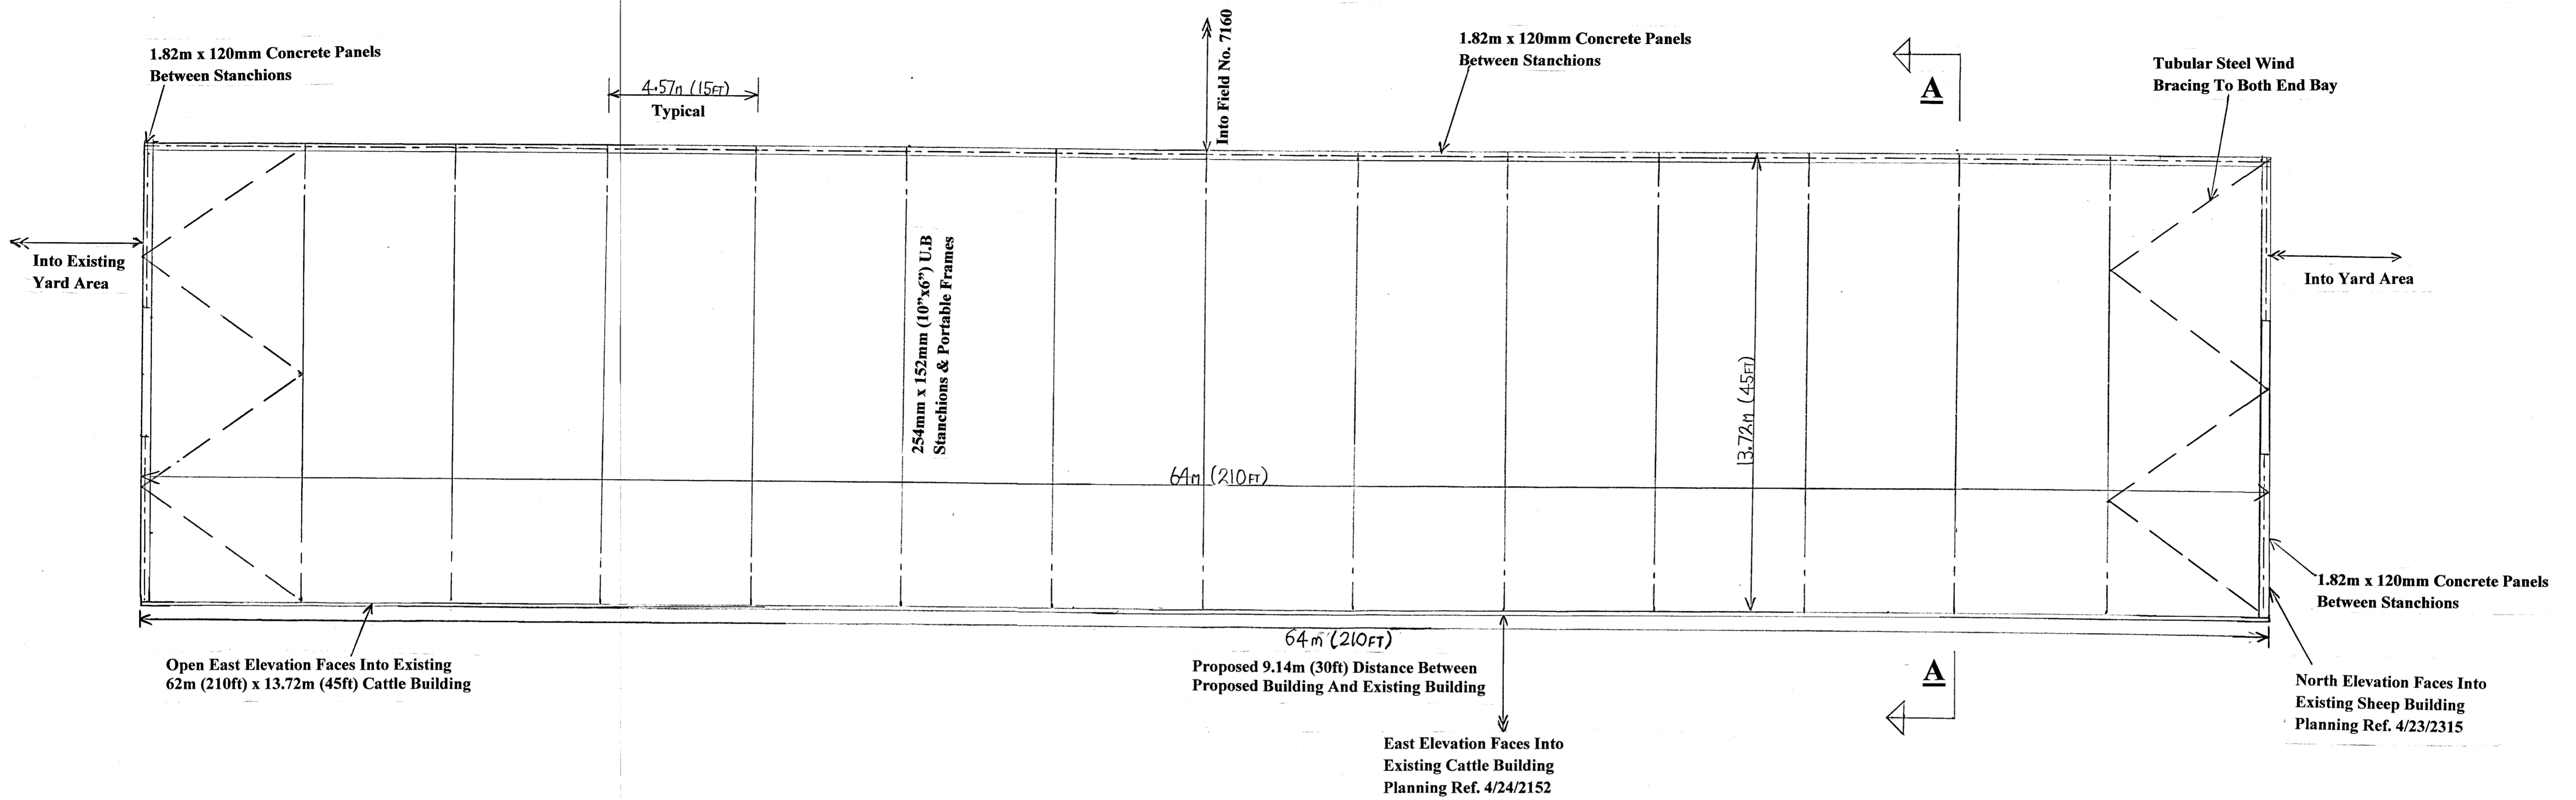 1.82m x 120mm Concrete Panels
Between Stanchions
4.57m (15FT)
Typical
Into Field No. 7160
1.82m x 120mm Concrete Panels
Between Stanchions
A
Tubular Steel Wind
Bracing To Both End Bay
Into Existing
Yard Area
254mm x 152mm (10”x6”) U.B
Stanchions & Portable Frames
13.72m (45FT)
Into Yard Area
64m (210FT)
1.82m x 120mm Concrete Panels
Between Stanchions
64m (210FT)
Open East Elevation Faces Into Existing
62m (210ft) x 13.72m (45ft) Cattle Building
Proposed 9.14m (30ft) Distance Between
Proposed Building And Existing Building
A
North Elevation Faces Into
Existing Sheep Building
Planning Ref. 4/23/2315
East Elevation Faces Into
Existing Cattle Building
Planning Ref. 4/24/2152